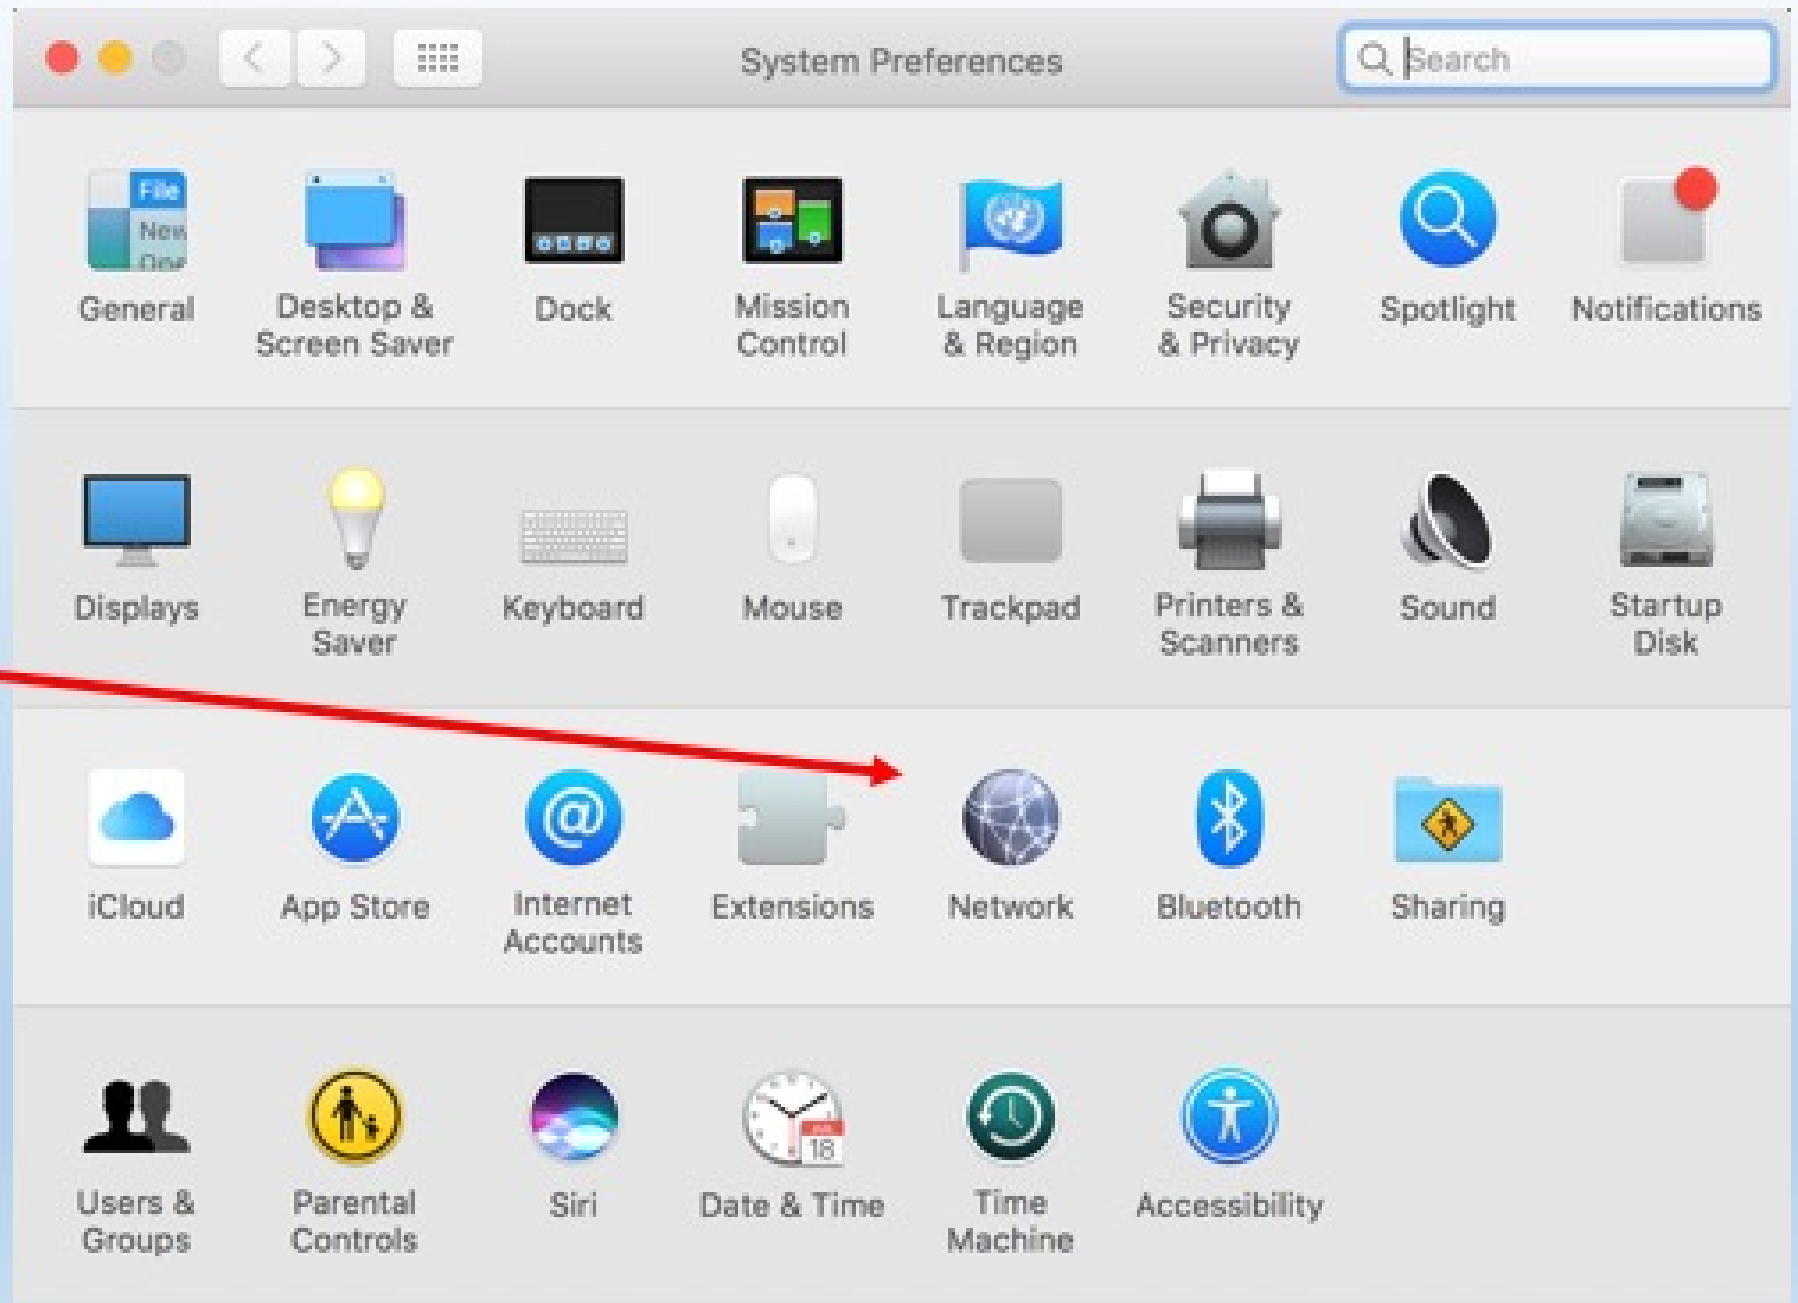 System Preferences
Search
File
New
General
Desktop &
Screen Saver
Dock
Mission
Control
Language
& Region
Security
& Privacy
Spotlight
Notifications
Displays
Energy
Saver
Keyboard
Mouse
Trackpad
Printers &
Scanners
Sound
Startup
Disk
iCloud
App Store
Internet
Accounts
Extensions
Network
Bluetooth
Sharing
@
18
Users &
Groups
Parental
Controls
Siri
Date & Time
Time
Machine
Accessibility